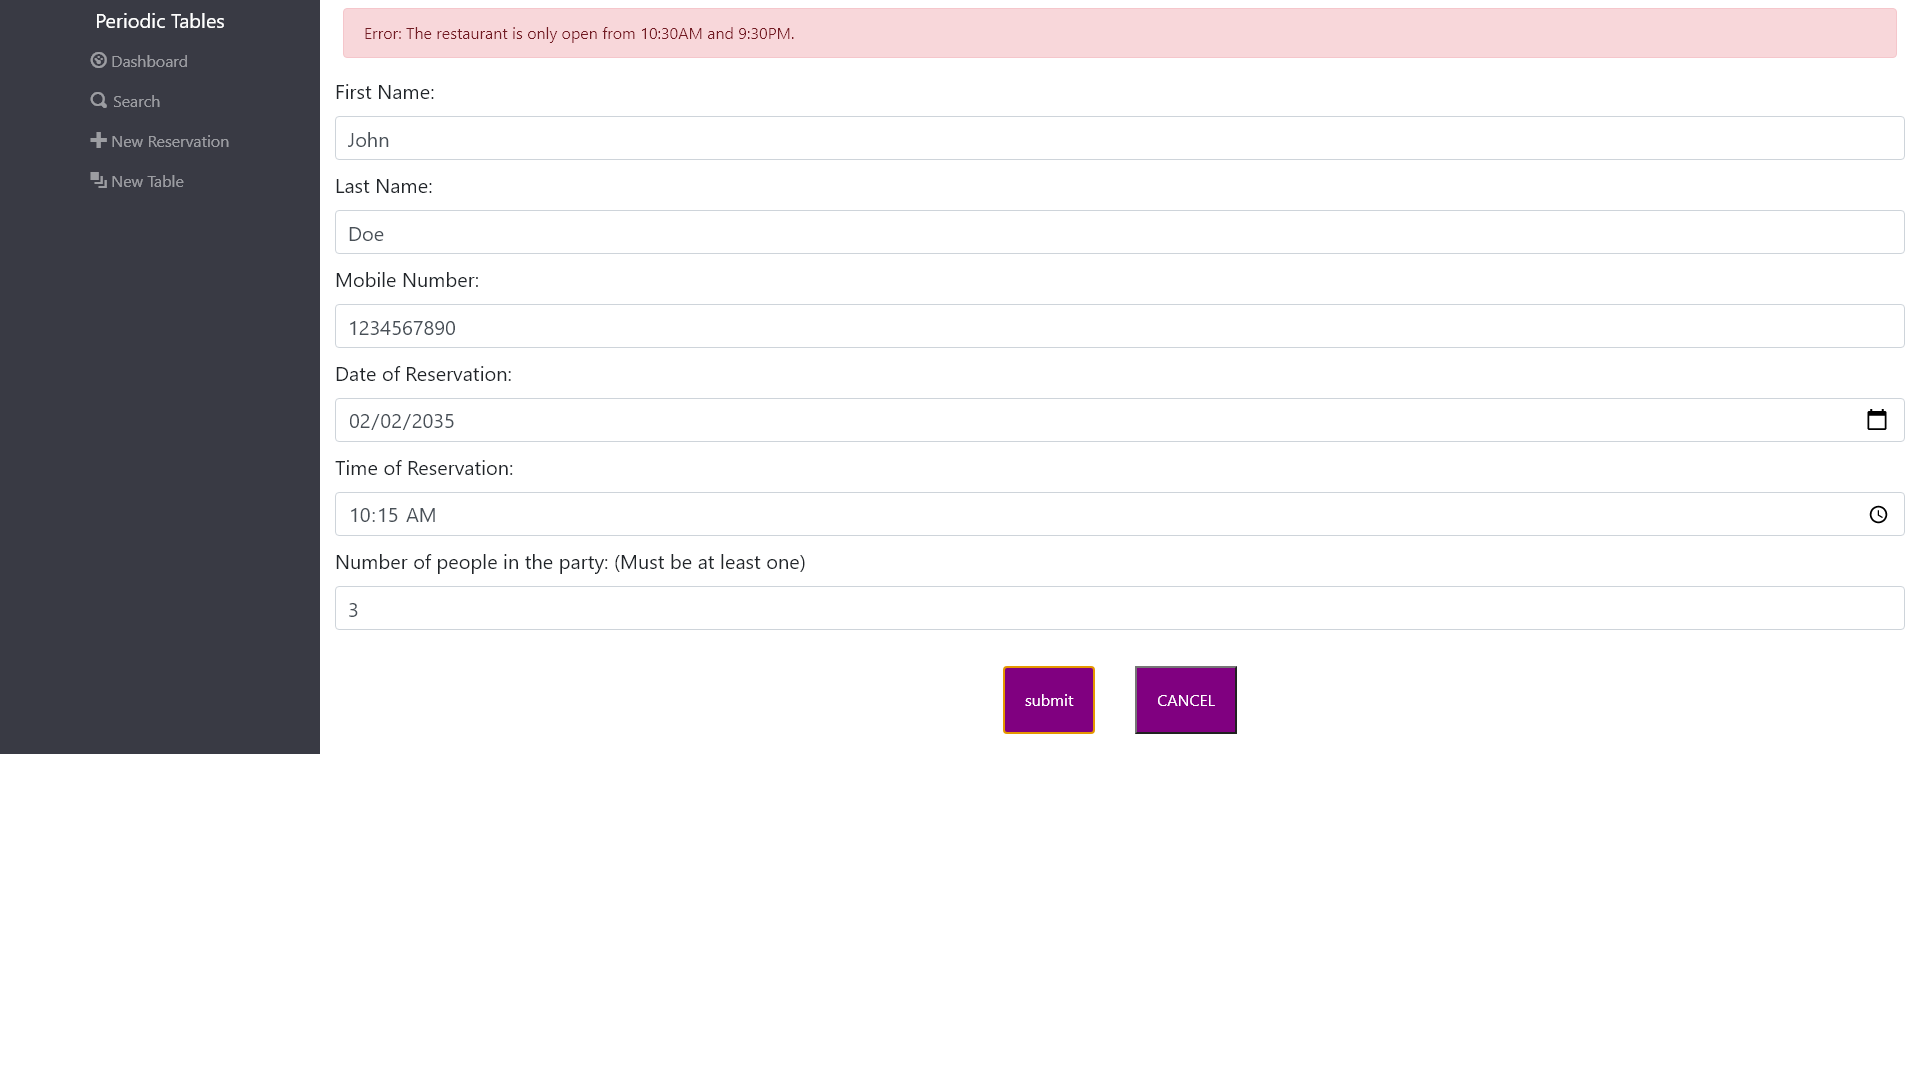 Periodic Tables
Dashboard
Search
New Reservation
New Table
Error: The restaurant is only open from 10:30AM and 9:30PM.
First Name:
John
Last Name:
Doe
Mobile Number:
1234567890
Date of Reservation:
02/02/2035
Time of Reservation:
10:15 AM
Number of people in the party: (Must be at least one)
3
submit
CANCEL